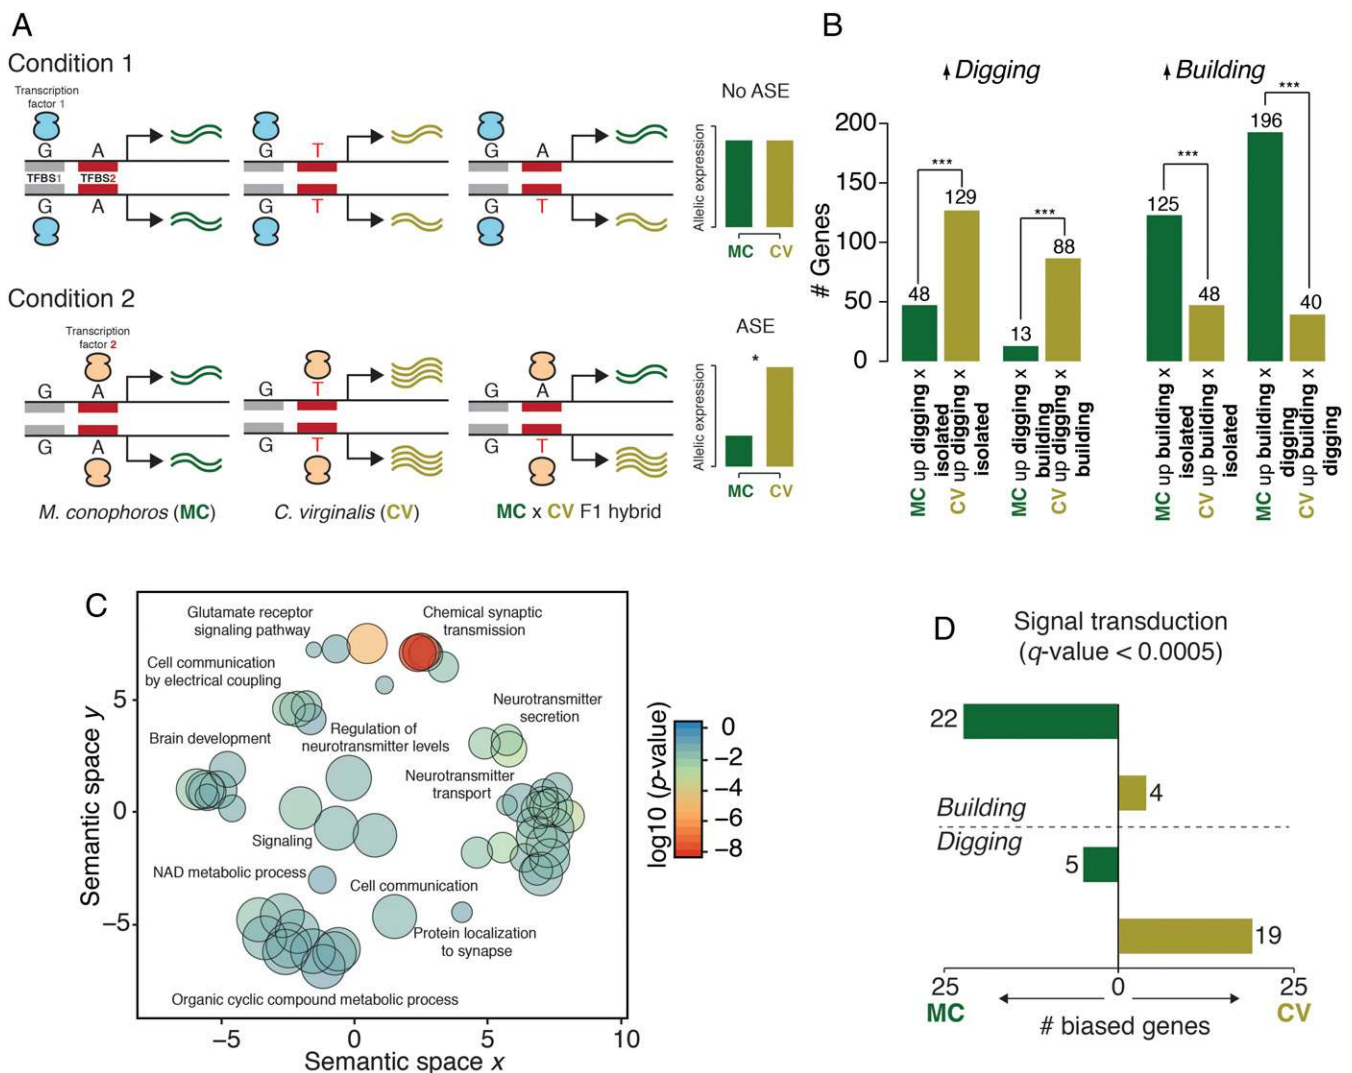 A
Condition 1
Transcription
factor 1
G
A
TFBS1
TFBS2
G
A
G
T
G
T
G
A
G
T
No ASE
Allelic expression
MC
CV
Condition 2
Transcription
factor 2
G
A
G
A
G
T
G
T
G
A
G
T
ASE
*
Allelic expression
MC
CV
M. conophoros (MC)
C. virginalis (CV)
MC x CV F1 hybrid
B
Digging
Building
# Genes
200
150
100
50
0
48
***
129
13
***
88
125
***
48
196
***
40
MC up digging x
isolated
CV up digging x
isolated
MC up digging x
building
CV up digging x
building
MC up building x
isolated
CV up building x
isolated
MC up building x
digging
CV up building x
digging
C
Glutamate receptor
signaling pathway
Chemical synaptic
transmission
Cell communication
by electrical coupling
Neurotransmitter
secretion
Brain development
Regulation of
neurotransmitter levels
Neurotransmitter
transport
Signaling
NAD metabolic process
Cell communication
Protein localization
to synapse
Organic cyclic compound metabolic process
Semantic space y
5
0
−5
−5
0
5
10
Semantic space x
log10 (p-value)
0
−2
−4
−6
−8
D
Signal transduction
(q-value < 0.0005)
22
4
Building
Digging
5
19
25
0
25
MC
CV
# biased genes